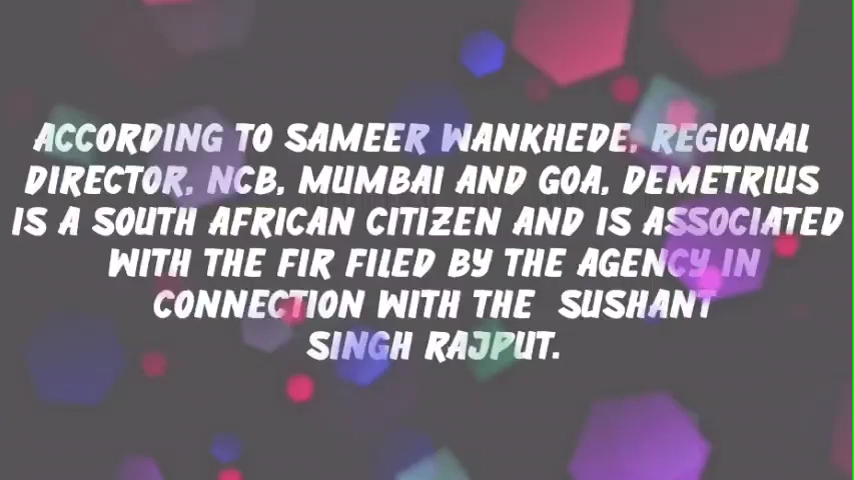 ACCORDING TO SAMEER WANKHEDE, REGIONAL
DIRECTOR, NCB, MUMBAI AND GOA, DEMETRIUS
IS A SOUTH AFRICAN CITIZEN AND IS ASSOCIATED
WITH THE FIR FILED BY THE AGENCY IN
CONNECTION WITH THE SUSHANT
SINGH RAJPUT.